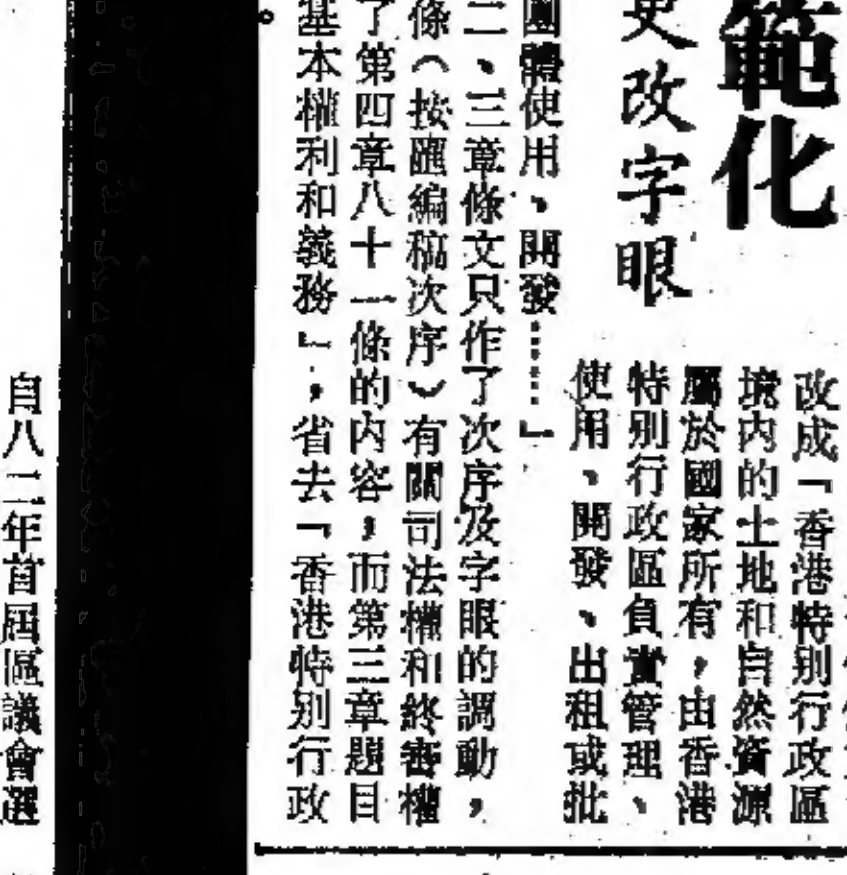 範化
更改字眼
改成「香港特別行政區
境內的土地和自然資源
屬於國家所有，由香港
特別行政區負責管理、
使用、開發、出租或批
團體使用、開發……」
二、三章條文只作了次序及字眼的調動，
條（按匯編稿次序）有關司法權和終審權
了第四章八十一條的內容，而第三章題目
基本權利和義務」，省去「香港特別行政
。
自八二年首屆區議會選